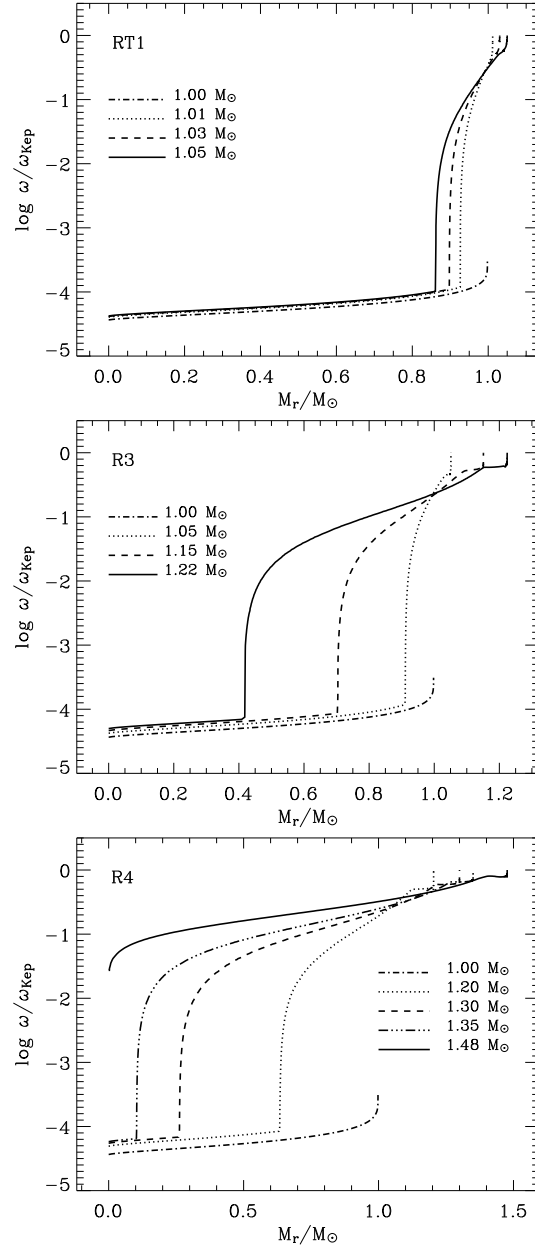 RT1
1.00 M☉
1.01 M☉
1.03 M☉
1.05 M☉
log ω/ωKep
0
-1
-2
-3
-4
-5
0.0 0.2 0.4 0.6 0.8 1.0
Mr/M☉
R3
1.00 M☉
1.05 M☉
1.15 M☉
1.22 M☉
log ω/ωKep
0
-1
-2
-3
-4
-5
0.0 0.2 0.4 0.6 0.8 1.0 1.2
Mr/M☉
R4
1.00 M☉
1.20 M☉
1.30 M☉
1.35 M☉
1.48 M☉
log ω/ωKep
0
-1
-2
-3
-4
-5
0.0 0.5 1.0 1.5
Mr/M☉